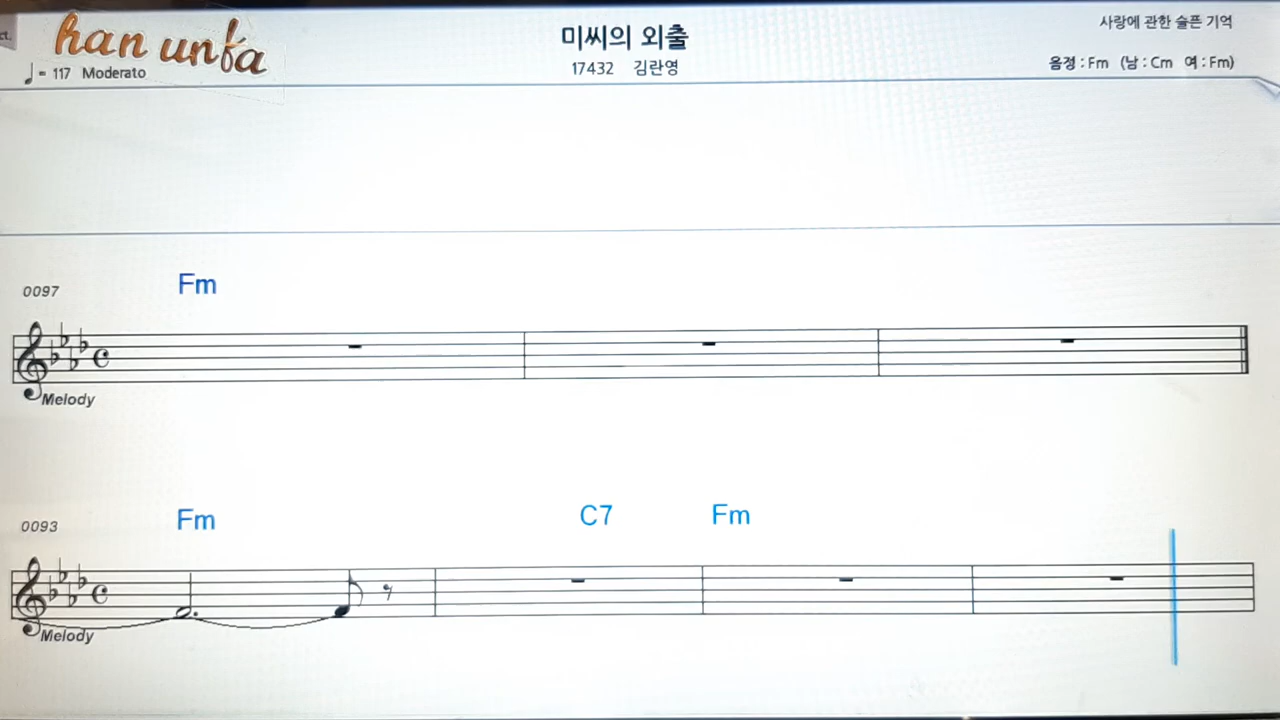 ct.
han unfa
♩= 117 Moderato
미씨의 외출
17432 김란영
사랑에 관한 슬픈 기억
음정 : Fm (남 : Cm 여 : Fm)
0097
Fm
Melody
0093
Fm C7 Fm
Melody